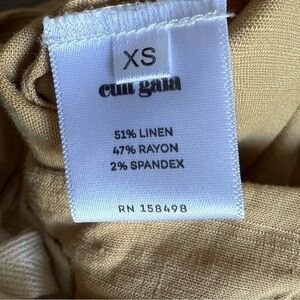 XS
cult gaia
51% LINEN
47% RAYON
2% SPANDEX
RN 158498